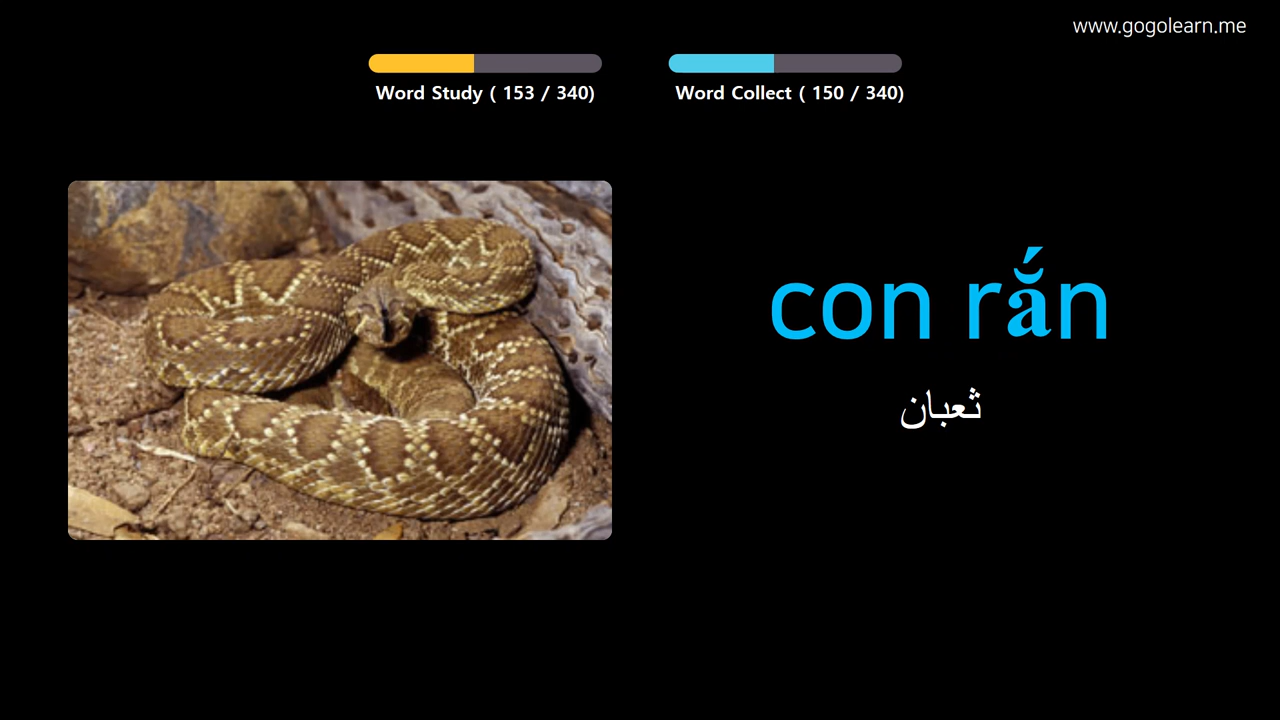 www.gogolearn.me
Word Study ( 153 / 340)
Word Collect ( 150 / 340)
con rắn
ثعبان